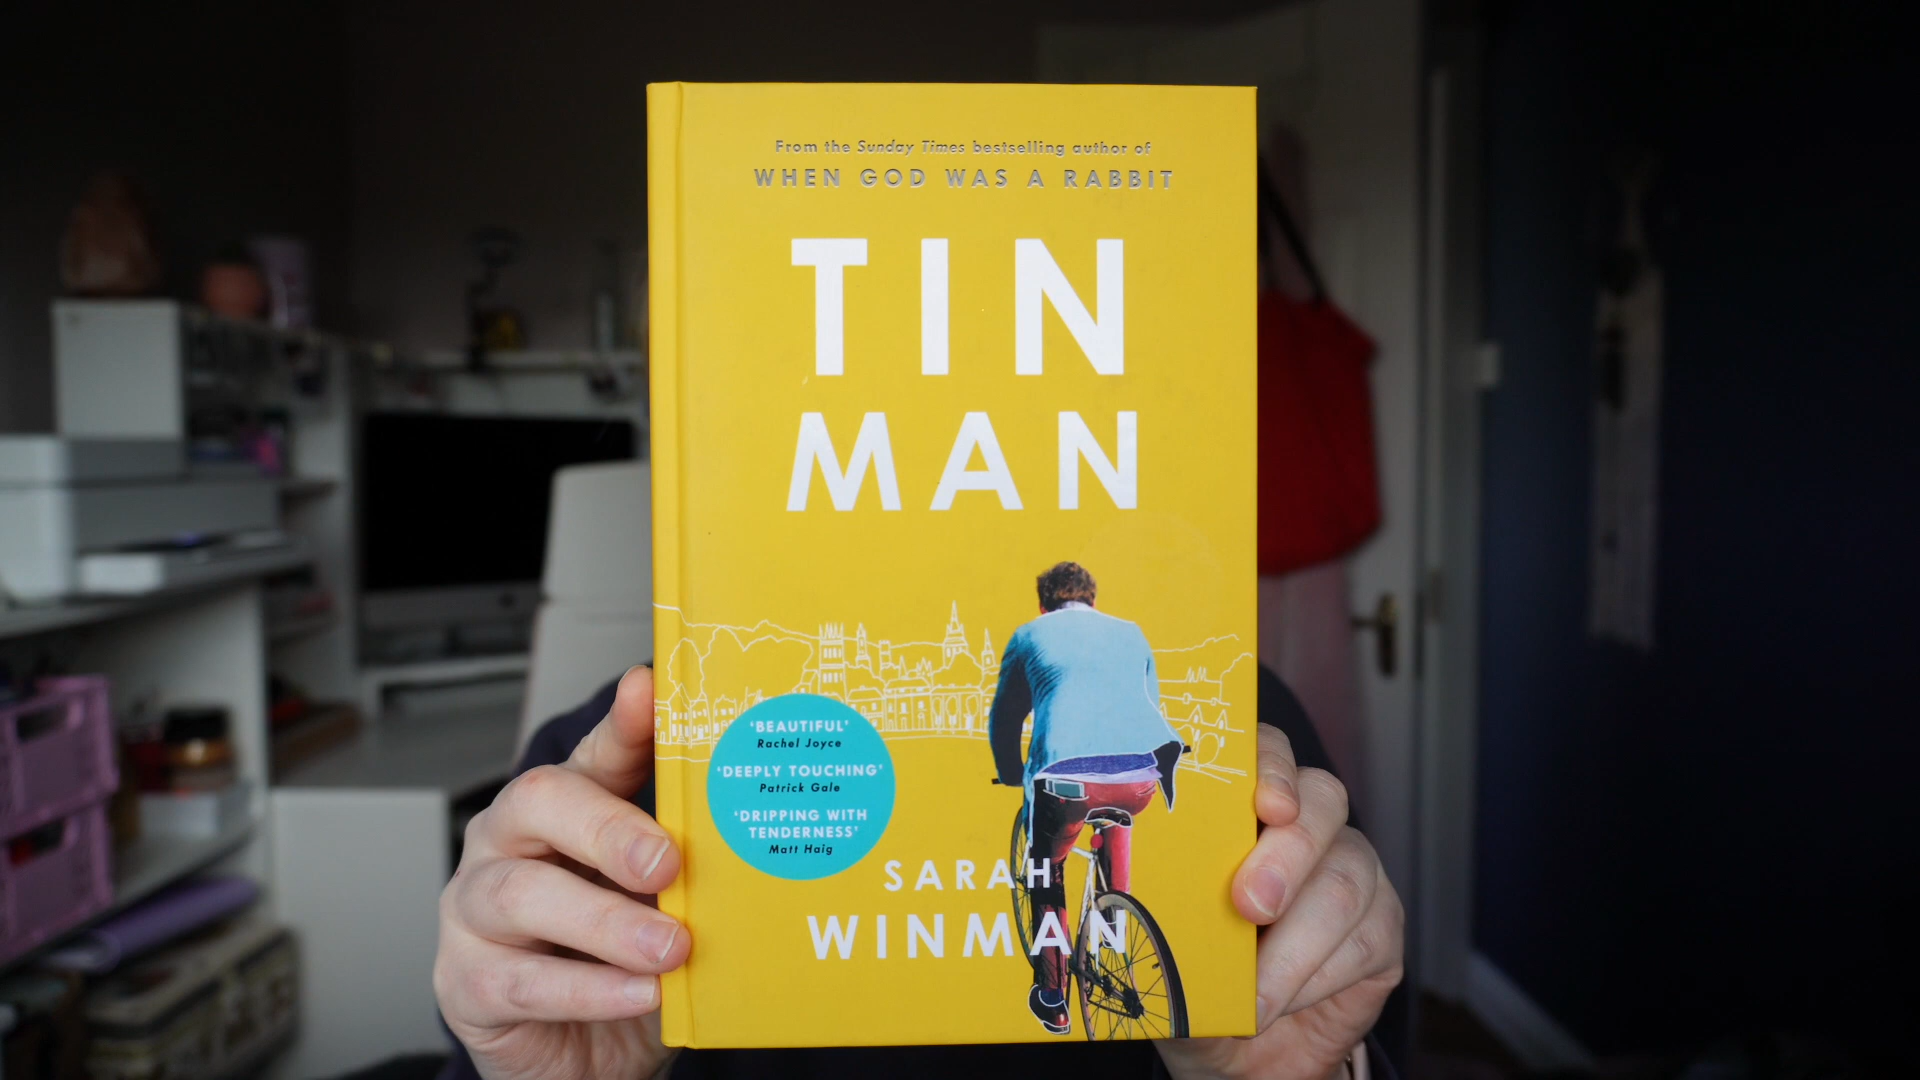 From the Sunday Times bestselling author of
WHEN GOD WAS A RABBIT
TIN
MAN
‘BEAUTIFUL’
Rachel Joyce
‘DEEPLY TOUCHING’
Patrick Gale
‘DRIPPING WITH
TENDERNESS’
Matt Haig
SARAH
WINMAN